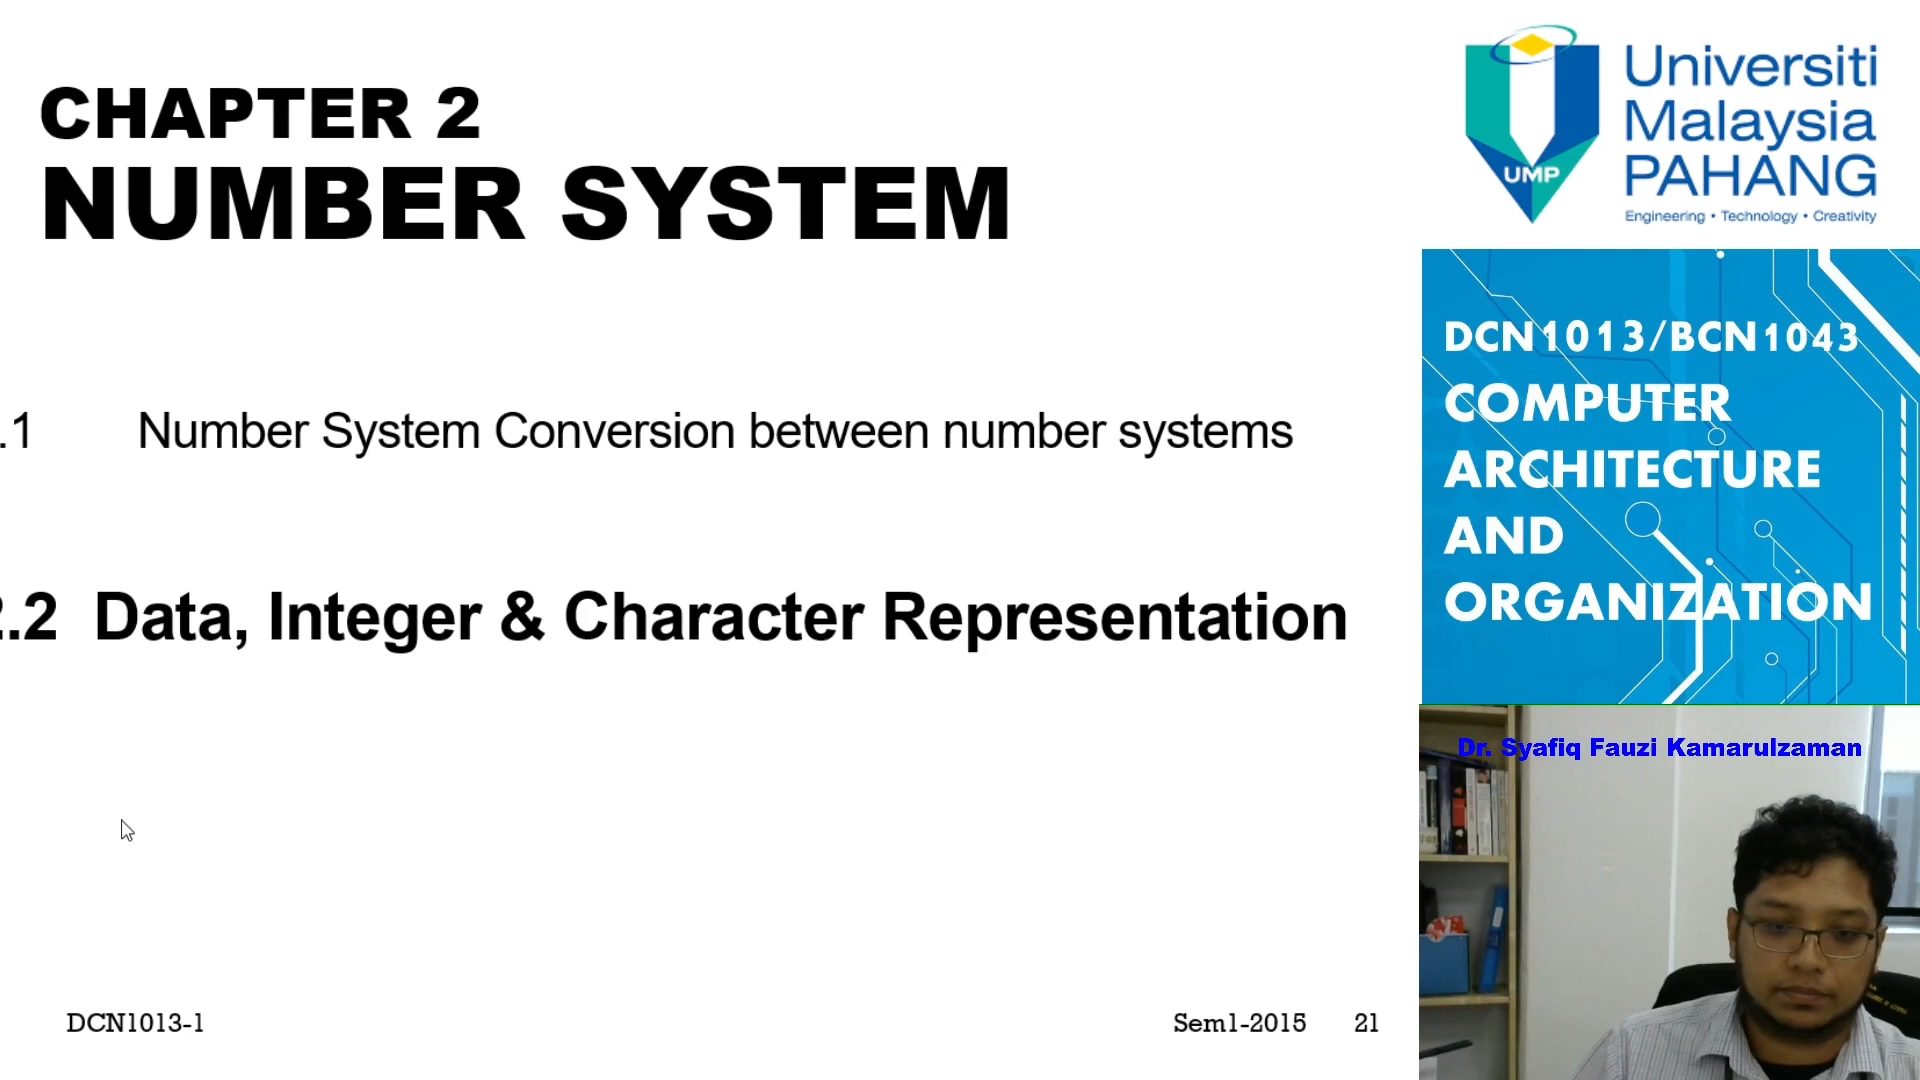 CHAPTER 2
NUMBER SYSTEM
.1 Number System Conversion between number systems
2.2 Data, Integer & Character Representation
DCN1013-1
Sem1-2015 21
Universiti
Malaysia
PAHANG
Engineering • Technology • Creativity
UMP
DCN1013/BCN1043
COMPUTER
ARCHITECTURE
AND
ORGANIZATION
Dr. Syafiq Fauzi Kamarulzaman